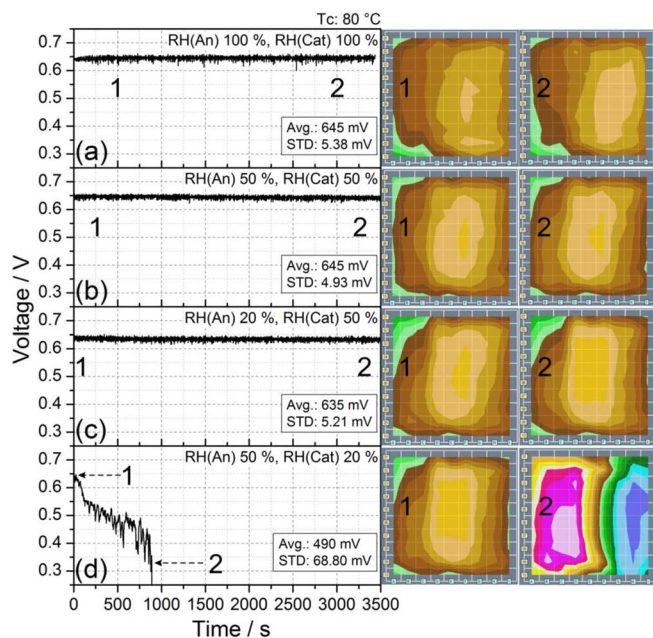 Tc: 80 °C
0.7
0.6
0.5
0.4
0.3
RH(An) 100 %, RH(Cat) 100 %
1
2
Avg.: 645 mV
STD: 5.38 mV
(a)
1
2
0.7
0.6
0.5
0.4
0.3
RH(An) 50 %, RH(Cat) 50 %
1
2
Avg.: 645 mV
STD: 4.93 mV
(b)
1
2
0.7
0.6
0.5
0.4
0.3
RH(An) 20 %, RH(Cat) 50 %
1
2
Avg.: 635 mV
STD: 5.21 mV
(c)
1
2
0.7
0.6
0.5
0.4
0.3
RH(An) 50 %, RH(Cat) 20 %
1
2
Avg.: 490 mV
STD: 68.80 mV
(d)
1
2
Voltage / V
0 500 1000 1500 2000 2500 3000 3500
Time / s